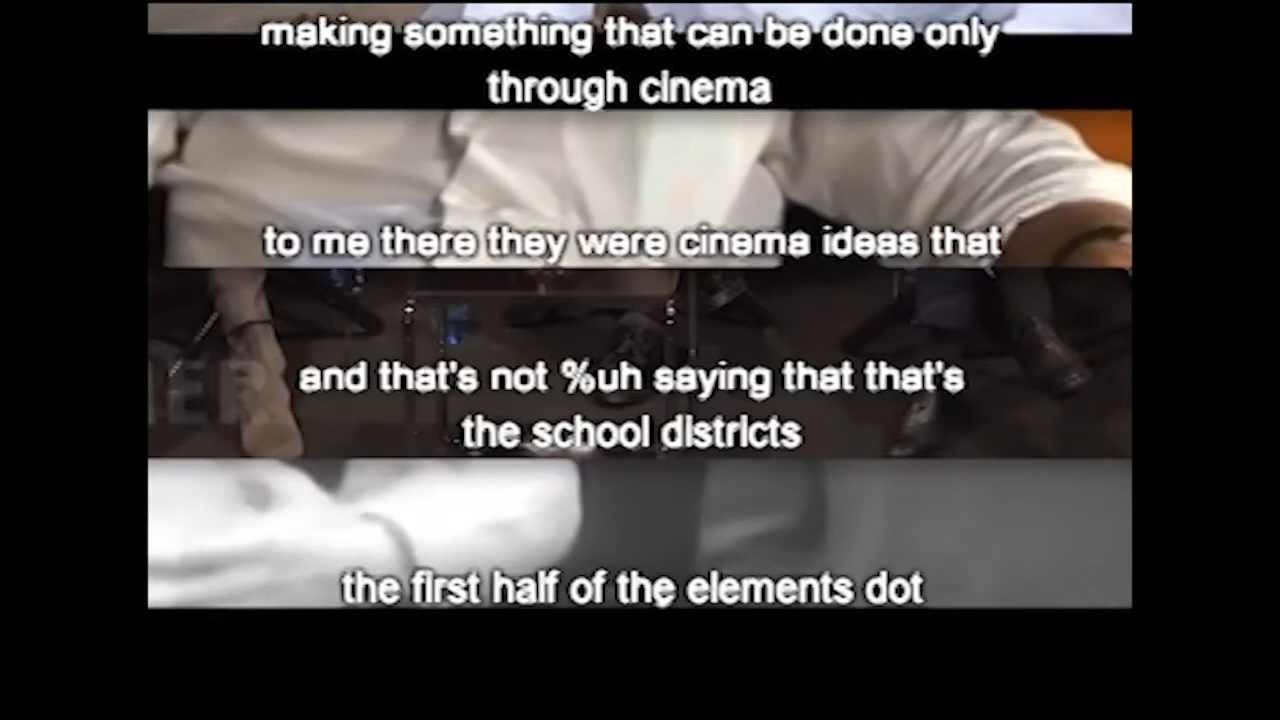 making something that can be done only
through cinema
to me there they were cinema ideas that
and that's not %uh saying that that's
the school districts
the first half of the elements dot